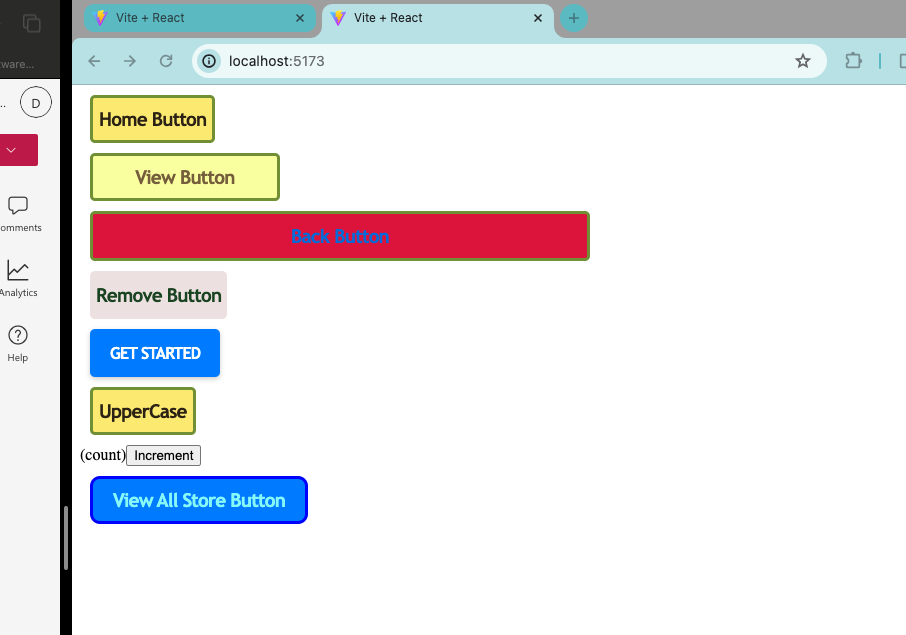 Vite + React
Vite + React
ware...
localhost:5173
D
Home Button
View Button
omments
Back Button
Analytics
Remove Button
Help
GET STARTED
UpperCase
(count) Increment
View All Store Button